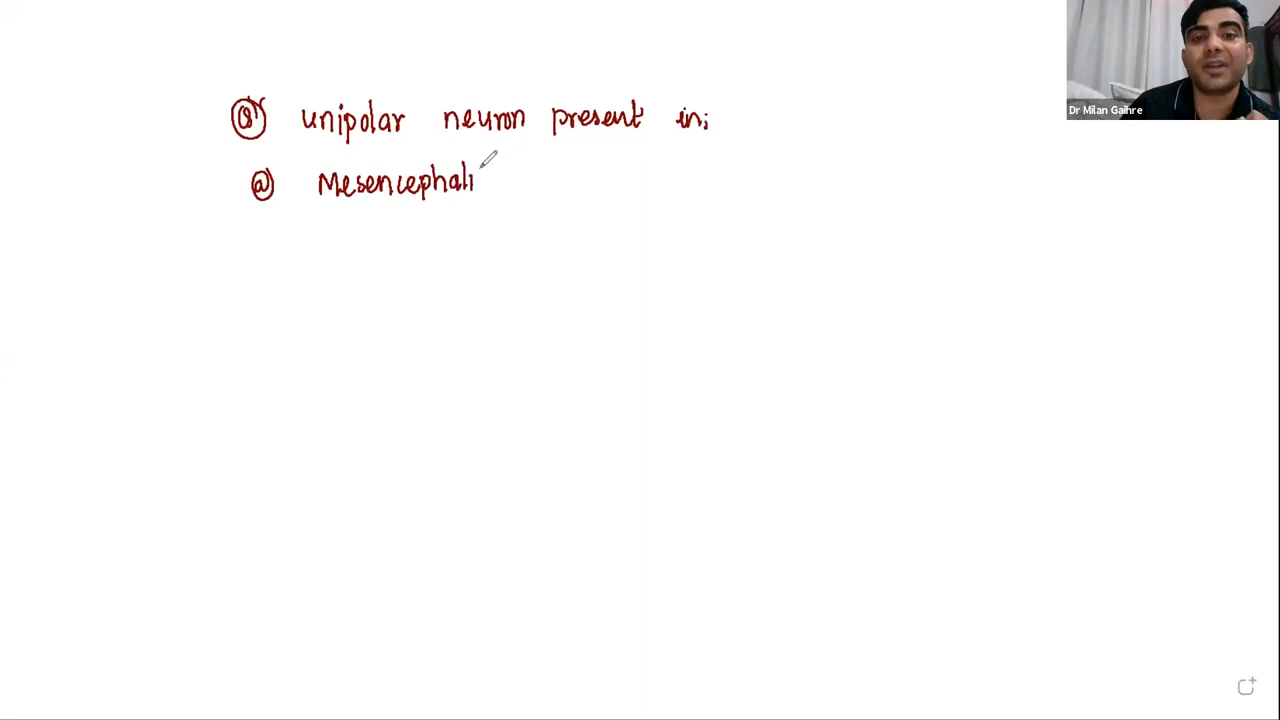 Dr Milan Gaihre
Q unipolar neuron present in;
a Mesencephali